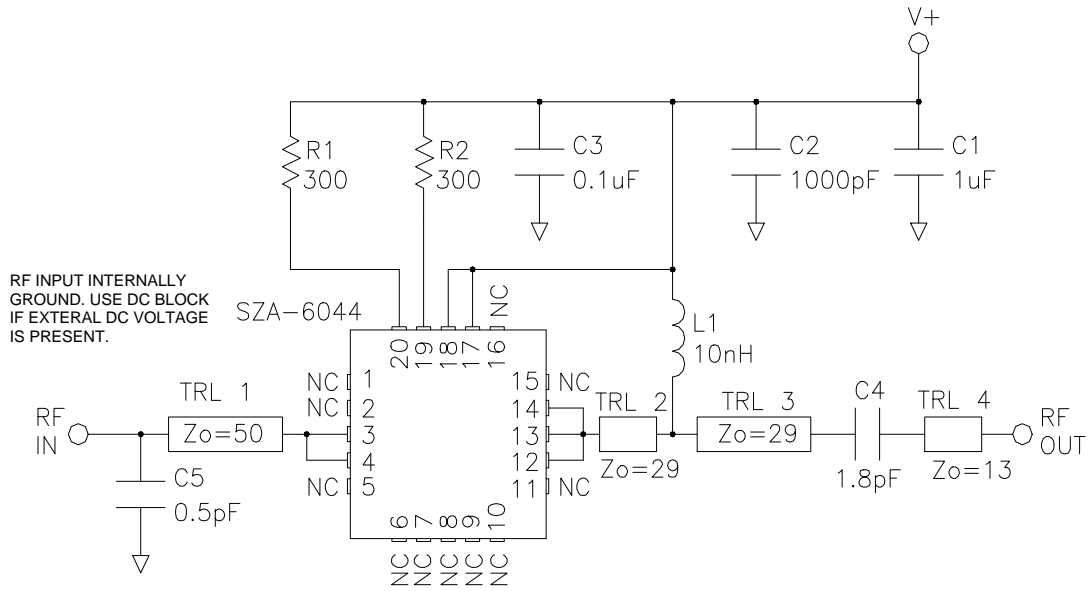 V+
R1
300
R2
300
C3
0.1uF
C2
1000pF
C1
1uF
RF INPUT INTERNALLY
GROUND. USE DC BLOCK
IF EXTERAL DC VOLTAGE
IS PRESENT.
SZA-6044
20
19
18
17
16
NC
L1
10nH
NC 1
NC 2
3
4
NC 5
15 NC
14
13
12
11 NC
6
7
8
9
10
NC
NC
NC
NC
NC
RF
IN
TRL 1
Zo=50
C5
0.5pF
TRL 2
Zo=29
TRL 3
Zo=29
C4
1.8pF
TRL 4
Zo=13
RF
OUT